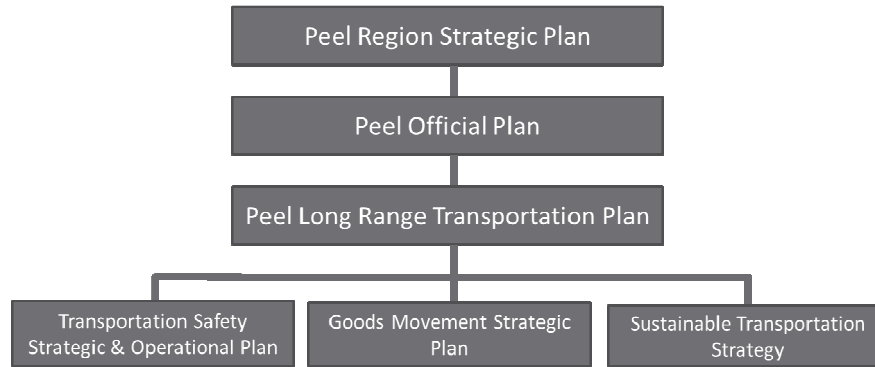 Peel Region Strategic Plan
Peel Official Plan
Peel Long Range Transportation Plan
Transportation Safety
Strategic & Operational Plan
Goods Movement Strategic
Plan
Sustainable Transportation
Strategy